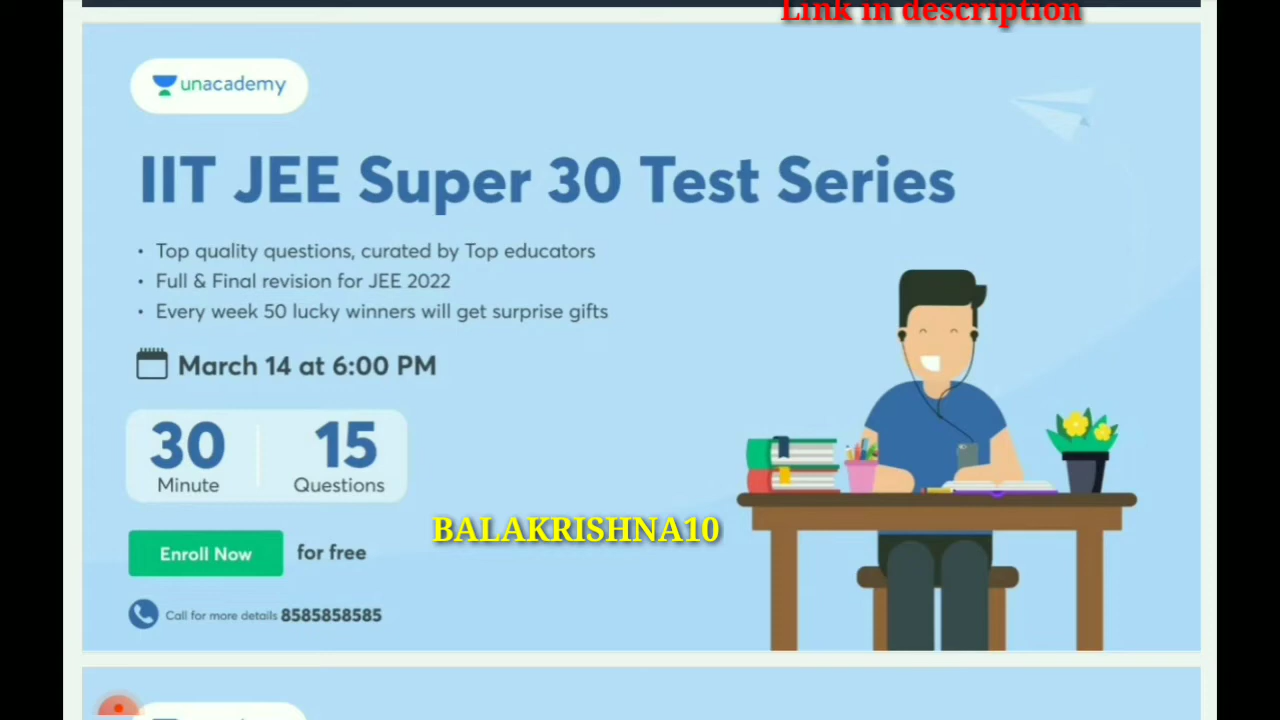 Link in description
unacademy
IIT JEE Super 30 Test Series
• Top quality questions, curated by Top educators
• Full & Final revision for JEE 2022
• Every week 50 lucky winners will get surprise gifts
March 14 at 6:00 PM
30 15
Minute Questions
BALAKRISHNA10
Enroll Now for free
Call for more details 8585858585